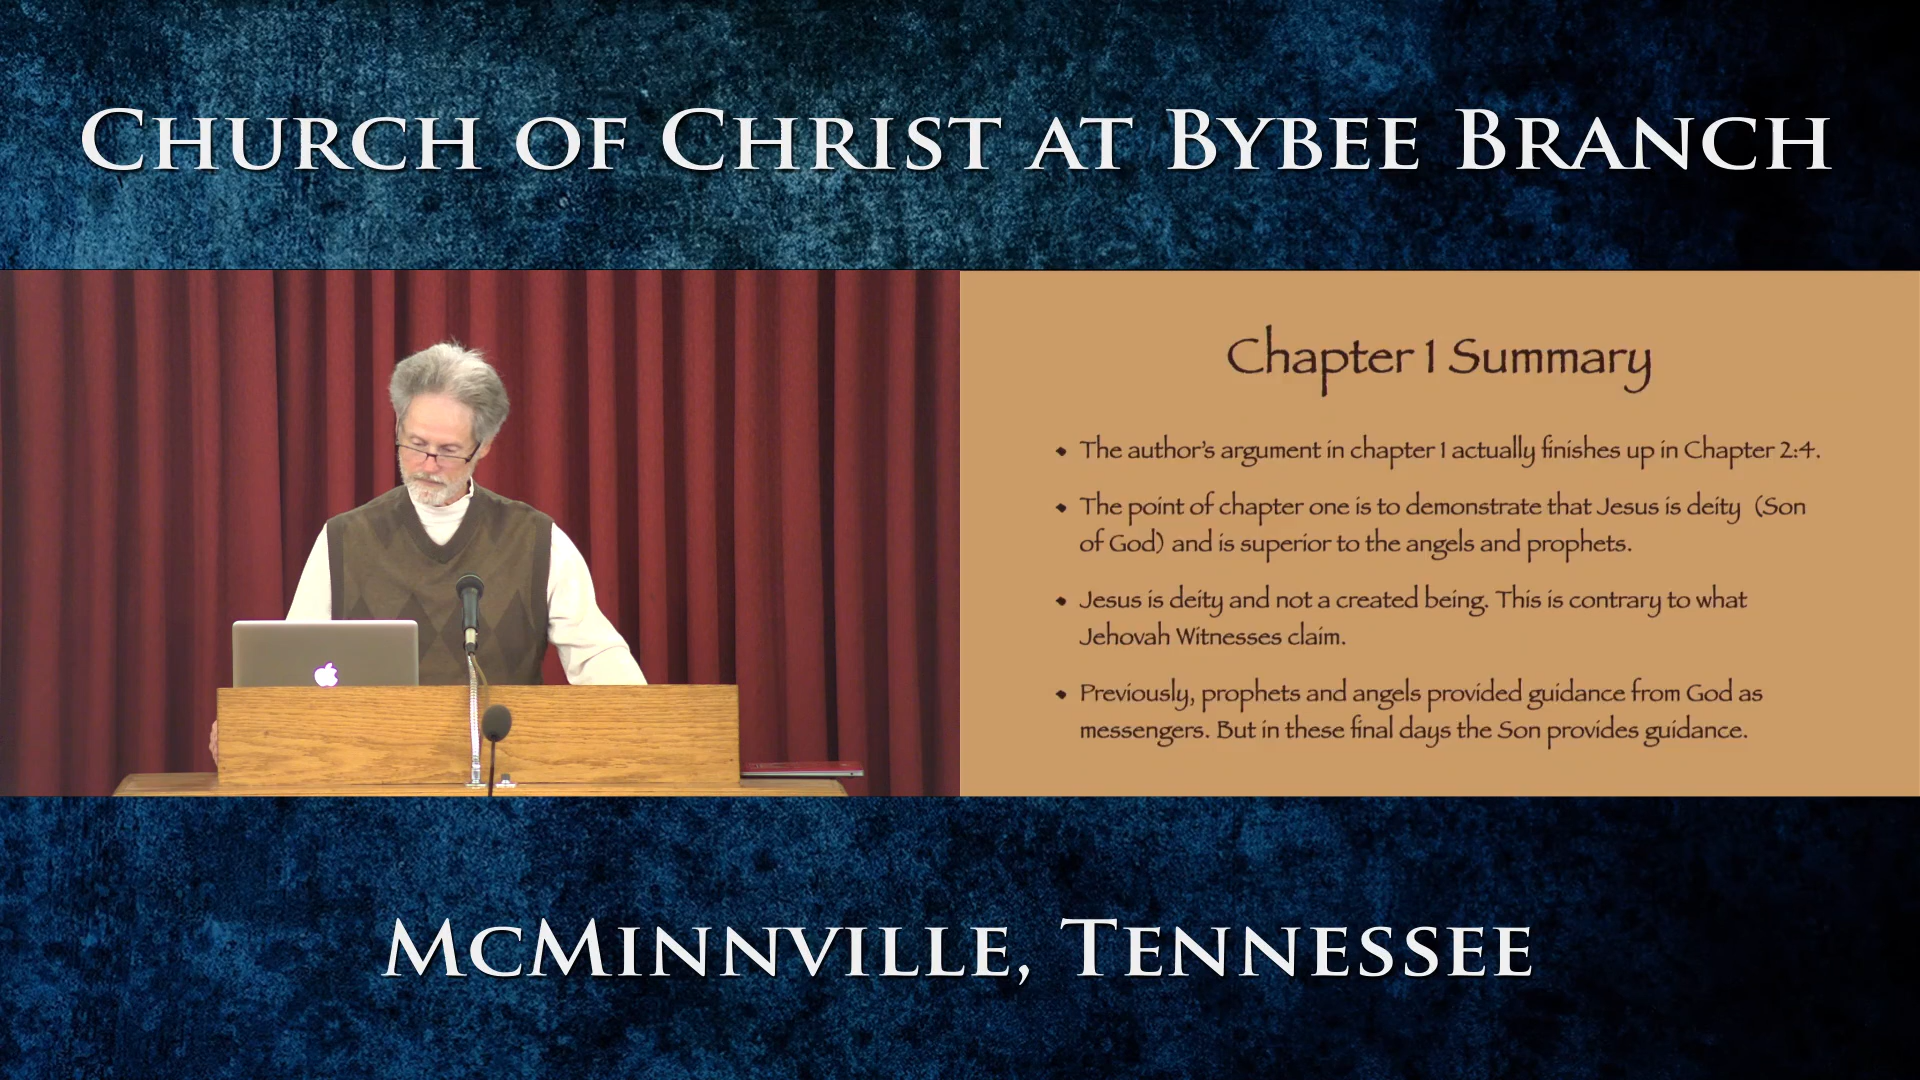 Church of Christ at Bybee Branch
Chapter 1 Summary
• The author's argument in chapter 1 actually finishes up in Chapter 2:4.
• The point of chapter one is to demonstrate that Jesus is deity (Son
of God) and is superior to the angels and prophets.
• Jesus is deity and not a created being. This is contrary to what
Jehovah Witnesses claim.
• Previously, prophets and angels provided guidance from God as
messengers. But in these final days the Son provides guidance.
McMinnville, Tennessee